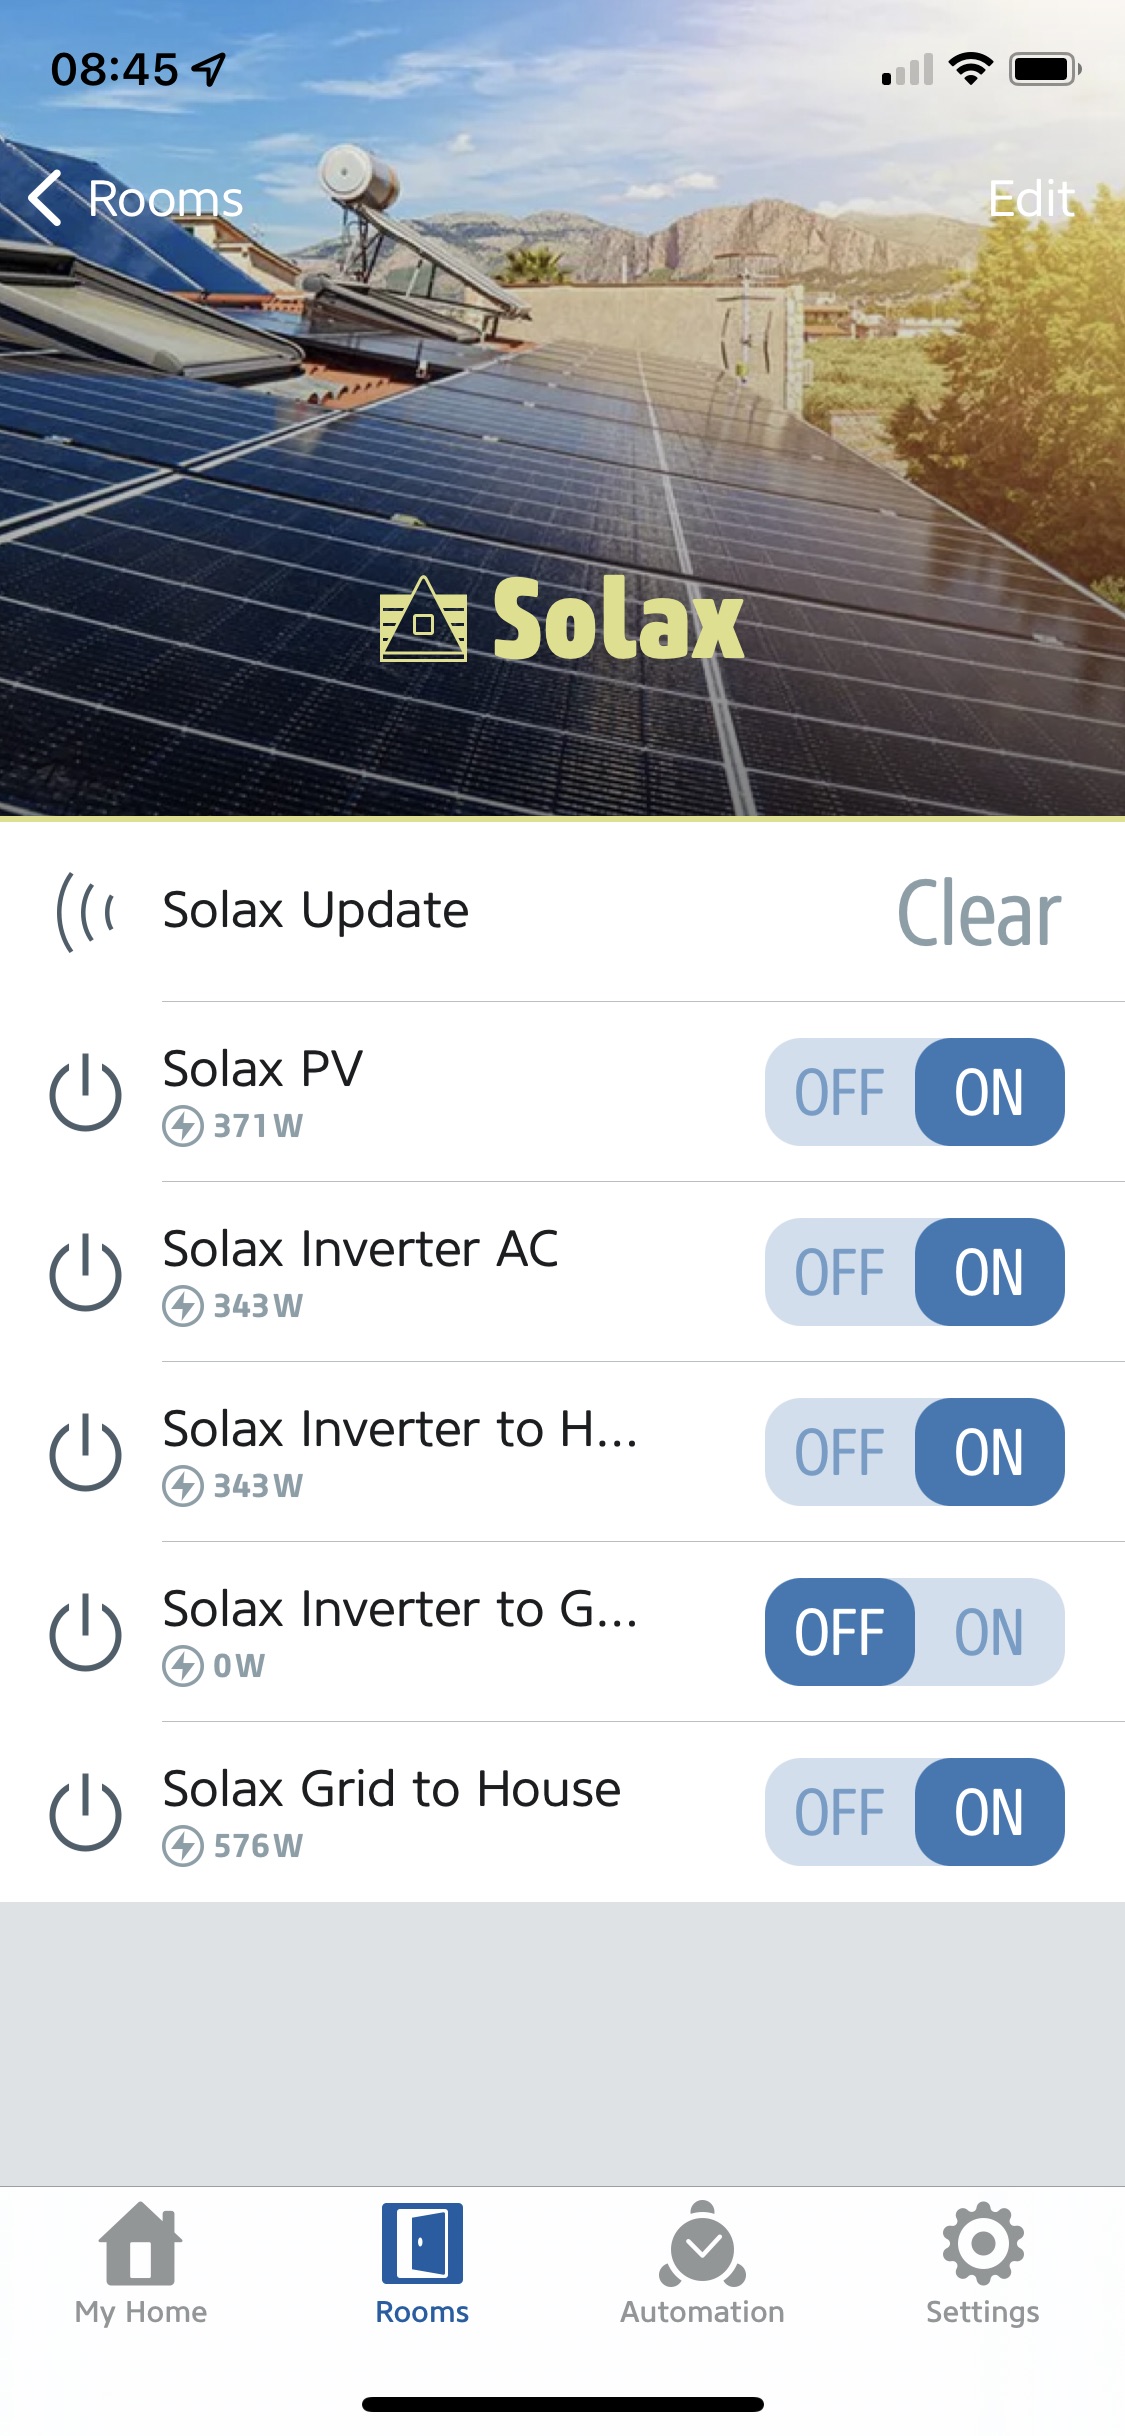 08:45
Rooms
Edit
Solax
Solax Update
Clear
Solax PV
371W
OFF
ON
Solax Inverter AC
343W
OFF
ON
Solax Inverter to H...
343W
OFF
ON
Solax Inverter to G...
0W
OFF
ON
Solax Grid to House
576W
OFF
ON
My Home
Rooms
Automation
Settings